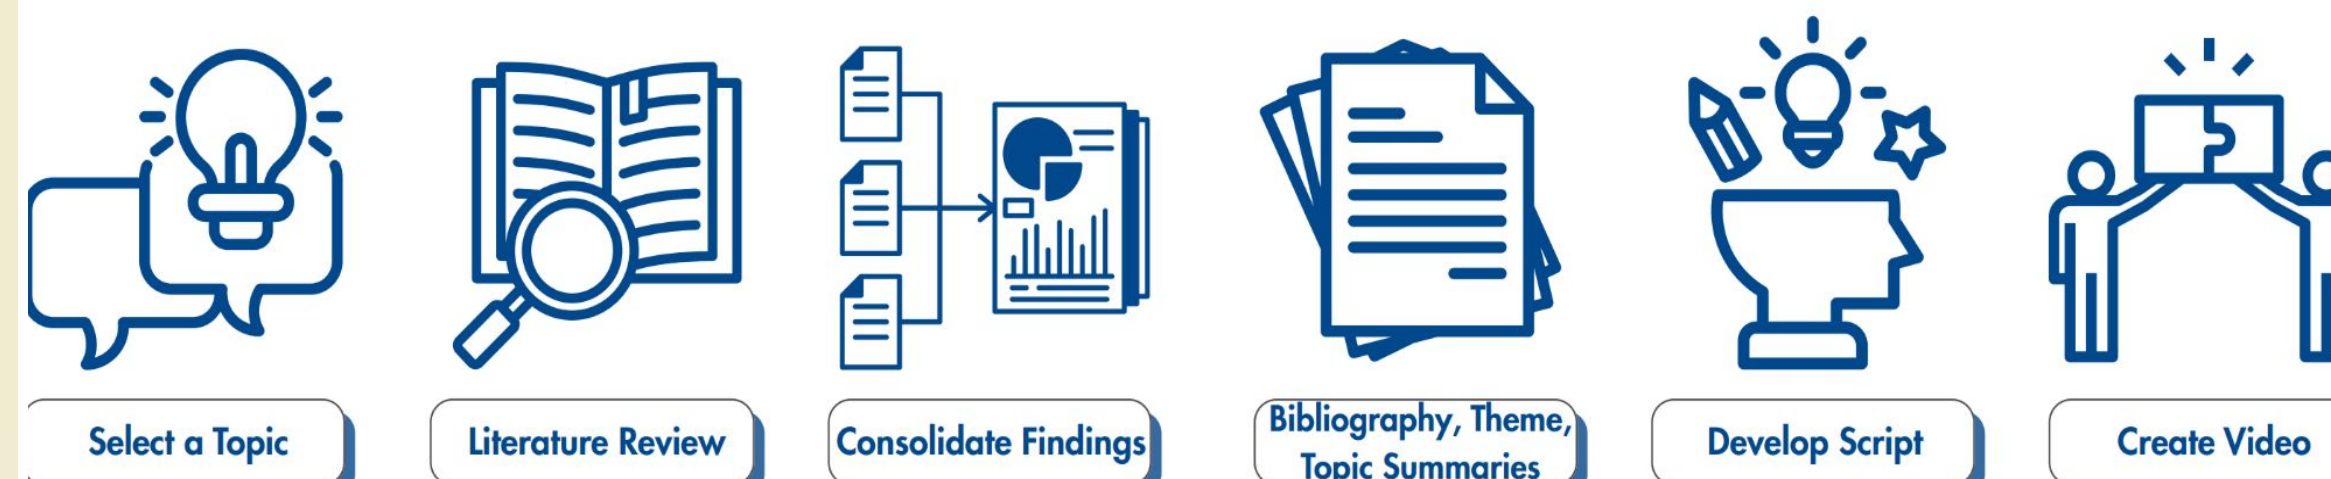 Select a Topic
Literature Review
Consolidate Findings
Bibliography, Theme,
Topic Summaries
Develop Script
Create Video